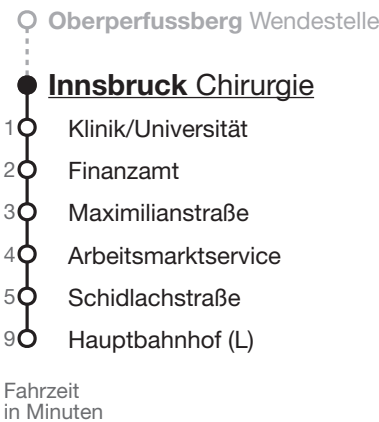 Oberperfussberg Wendestelle
Innsbruck Chirurgie
1 Klinik/Universität
2 Finanzamt
3 Maximilianstraße
4 Arbeitsmarktservice
5 Schidlachstraße
9 Hauptbahnhof (L)
Fahrzeit
in Minuten